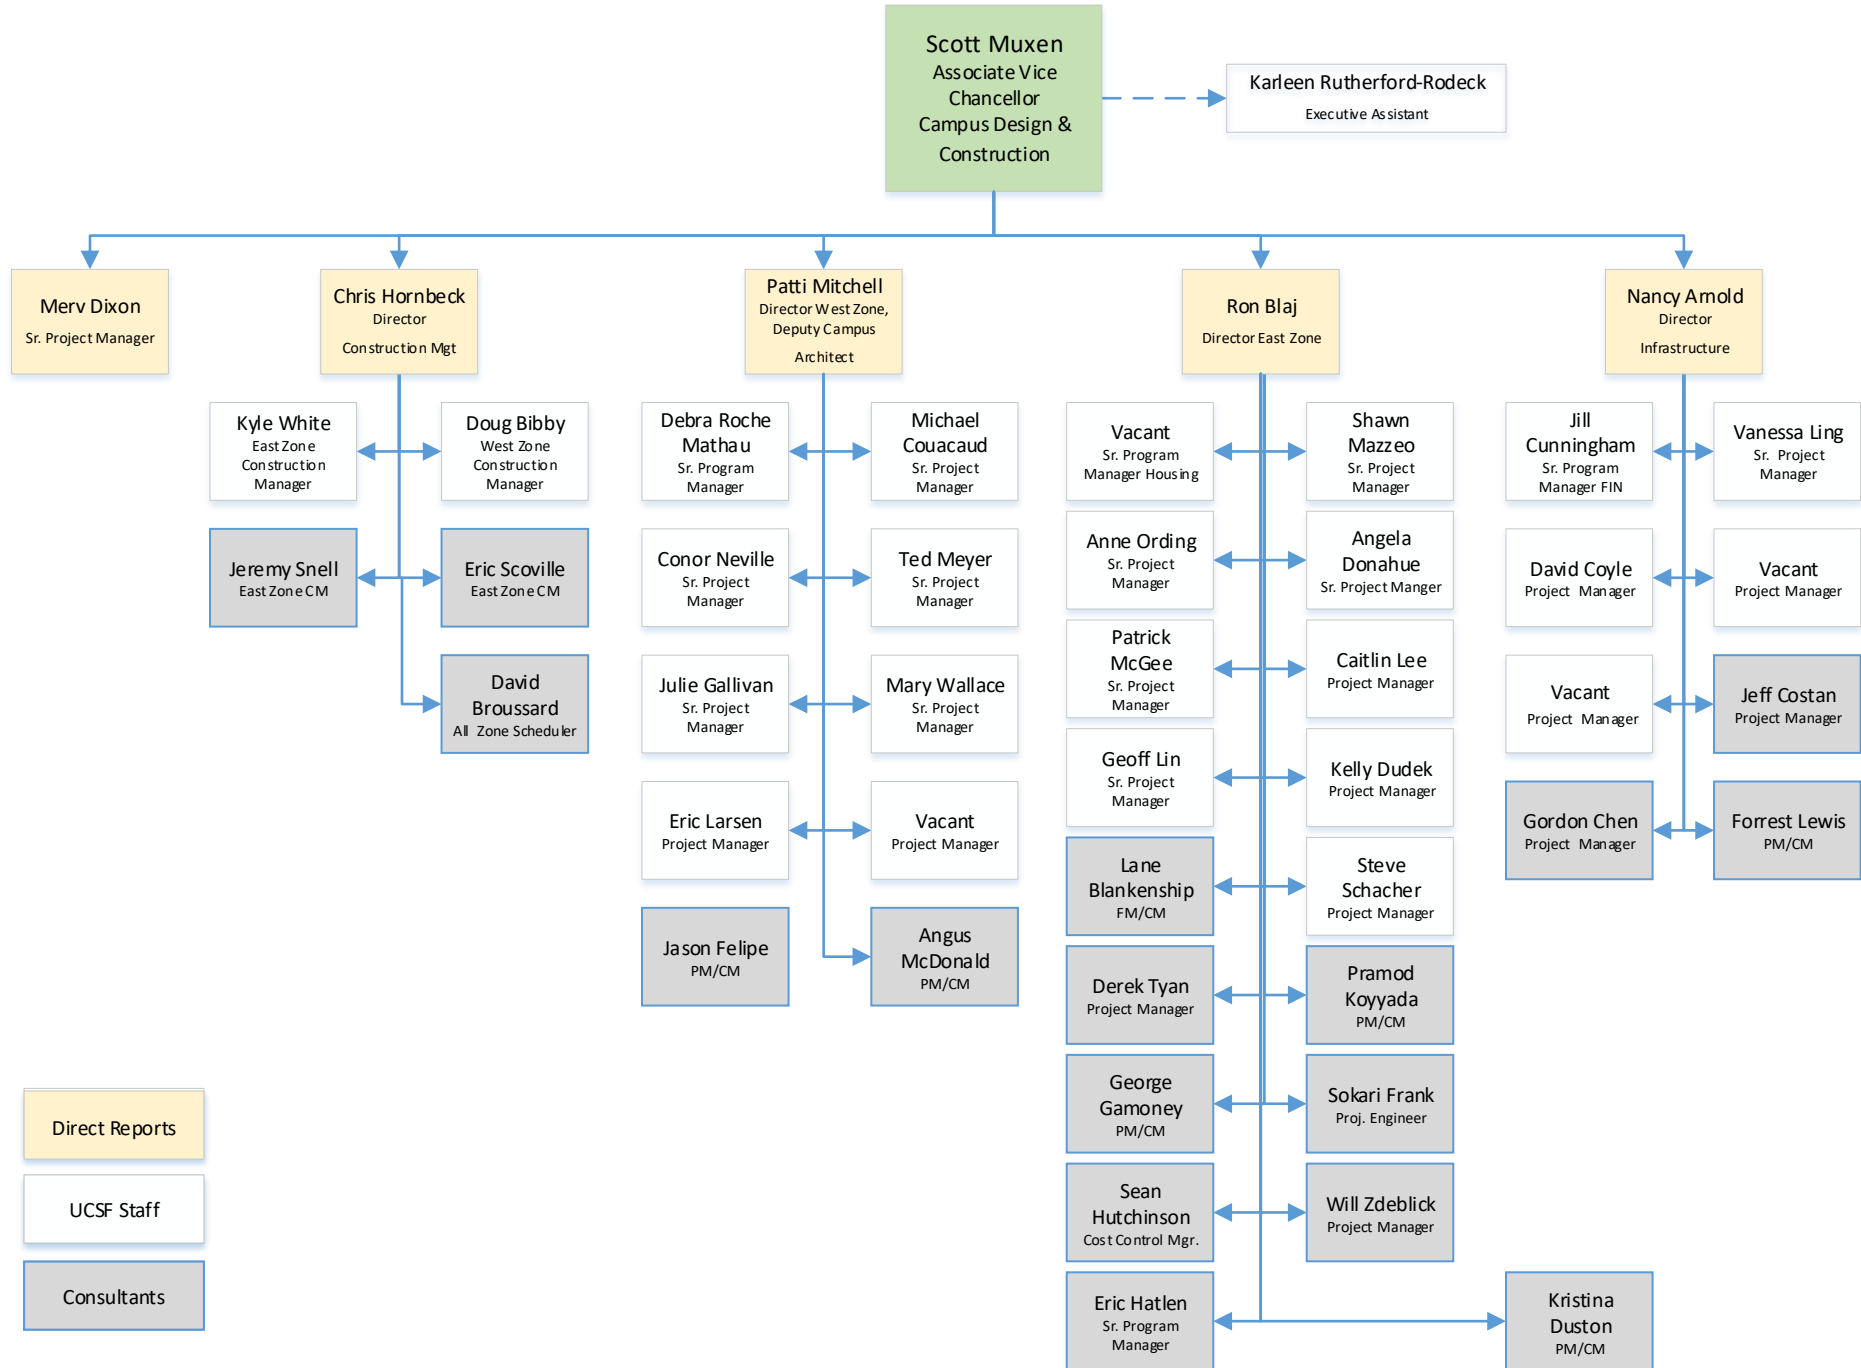 Scott Muxen
Associate Vice
Chancellor
Campus Design &
Construction
Karleen Rutherford-Rodeck
Executive Assistant
Merv Dixon
Sr. Project Manager
Chris Hornbeck
Director
Construction Mgt
Patti Mitchell
Director West Zone,
Deputy Campus
Architect
Ron Blaj
Director East Zone
Nancy Arnold
Director
Infrastructure
Kyle White
East Zone
Construction
Manager
Doug Bibby
West Zone
Construction
Manager
Jeremy Snell
East Zone CM
Eric Scoville
East Zone CM
David
Broussard
All Zone Scheduler
Debra Roche
Mathau
Sr. Program
Manager
Michael
Couacaud
Sr. Project
Manager
Conor Neville
Sr. Project
Manager
Ted Meyer
Sr. Project
Manager
Julie Gallivan
Sr. Project
Manager
Mary Wallace
Sr. Project
Manager
Eric Larsen
Project Manager
Vacant
Project Manager
Jason Felipe
PM/CM
Angus
McDonald
PM/CM
Vacant
Sr. Program
Manager Housing
Shawn
Mazzeo
Sr. Project
Manager
Anne Ording
Sr. Project
Manager
Angela
Donahue
Sr. Project Manger
Patrick
McGee
Sr. Project
Manager
Caitlin Lee
Project Manager
Geoff Lin
Sr. Project
Manager
Kelly Dudek
Project Manager
Lane
Blankenship
FM/CM
Steve
Schacher
Project Manager
Derek Tyan
Project Manager
Pramod
Koyyada
PM/CM
George
Gamoney
PM/CM
Sokari Frank
Proj. Engineer
Sean
Hutchinson
Cost Control Mgr.
Will Zdeblick
Project Manager
Eric Hatlen
Sr. Program
Manager
Kristina
Duston
PM/CM
Jill
Cunningham
Sr. Program
Manager FIN
Vanessa Ling
Sr. Project
Manager
David Coyle
Project Manager
Vacant
Project Manager
Vacant
Project Manager
Jeff Costan
Project Manager
Gordon Chen
Project Manager
Forrest Lewis
PM/CM
Direct Reports
UCSF Staff
Consultants